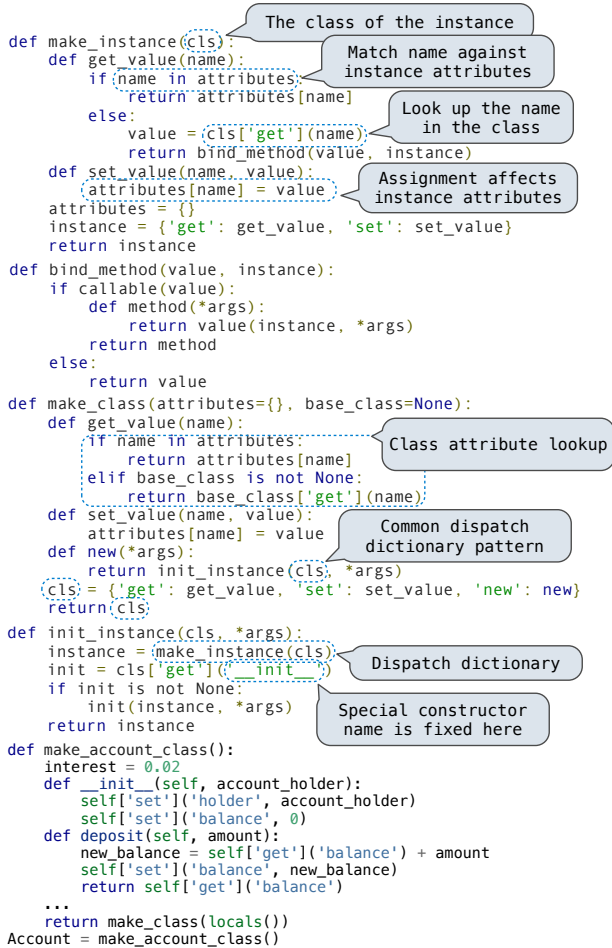 The class of the instance
def make_instance(cls):
    def get_value(name):
Match name against
instance attributes
        if name in attributes:
            return attributes[name]
        else:
Look up the name
in the class
            value = cls['get'](name)
            return bind_method(value, instance)
    def set_value(name, value):
Assignment affects
instance attributes
        attributes[name] = value
    attributes = {}
    instance = {'get': get_value, 'set': set_value}
    return instance
def bind_method(value, instance):
    if callable(value):
        def method(*args):
            return value(instance, *args)
        return method
    else:
        return value
def make_class(attributes={}, base_class=None):
    def get_value(name):
        if name in attributes:
Class attribute lookup
            return attributes[name]
        elif base_class is not None:
            return base_class['get'](name)
    def set_value(name, value):
        attributes[name] = value
Common dispatch
dictionary pattern
    def new(*args):
        return init_instance(cls, *args)
    cls = {'get': get_value, 'set': set_value, 'new': new}
    return cls
def init_instance(cls, *args):
    instance = make_instance(cls)
Dispatch dictionary
    init = cls['get']('__init__')
    if init is not None:
        init(instance, *args)
Special constructor
name is fixed here
    return instance
def make_account_class():
    interest = 0.02
    def __init__(self, account_holder):
        self['set']('holder', account_holder)
        self['set']('balance', 0)
    def deposit(self, amount):
        new_balance = self['get']('balance') + amount
        self['set']('balance', new_balance)
        return self['get']('balance')
    ...
    return make_class(locals())
Account = make_account_class()